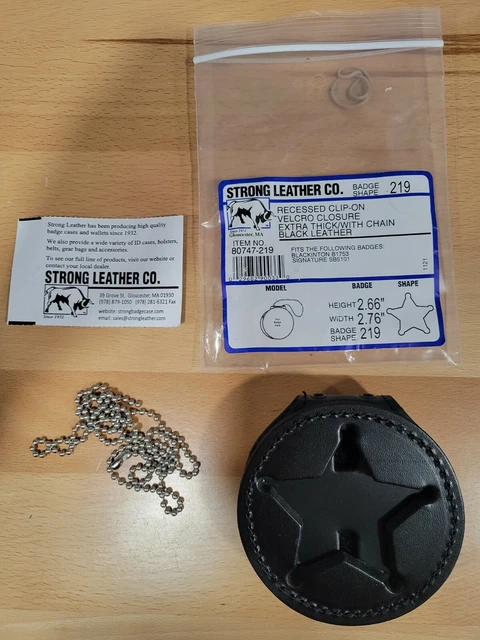 Strong Leather has been producing high quality
badge cases and wallets since 1932.
We also provide a wide variety of ID cases, holsters,
belts, gear bags and accessories.
To see our full line of products, visit our website or
contact your local dealer.
STRONG LEATHER CO.
Since 1932
39 Grove St. Gloucester, MA 01930
(978) 879-1050 (978) 281-6321 Fax
website: strongbadgecase.com
email: sales@strongleather.com
STRONG LEATHER CO.
BADGE
SHAPE 219
since 1932
Gloucester, MA
RECESSED CLIP-ON
VELCRO CLOSURE
EXTRA THICK/WITH CHAIN
BLACK LEATHER
ITEM NO.
80747-219
FITS THE FOLLOWING BADGES:
BLACKINTON B1753
SIGNATURE SB5101
1121
MODEL
BADGE
SHAPE
HEIGHT 2.66"
WIDTH 2.76"
BADGE
SHAPE 219